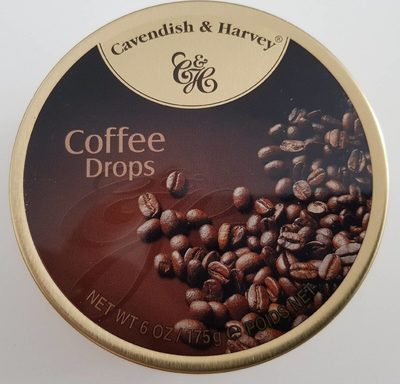 Cavendish & Harvey®
C&H
Coffee
Drops
NET WT 6 OZ / 175g ℮ POIDS NET